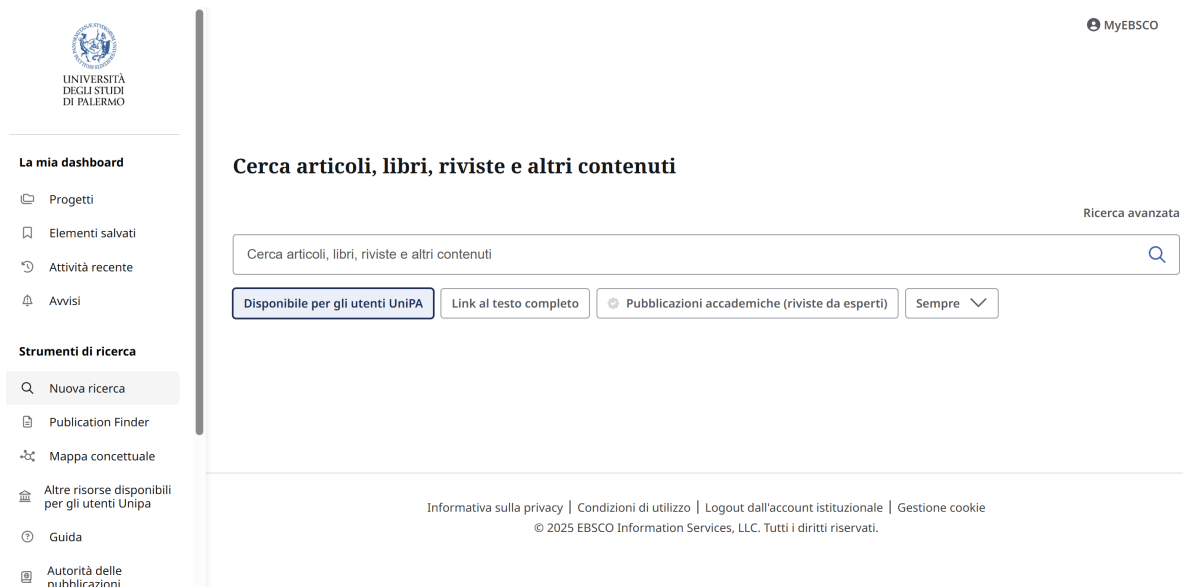 UNIVERSITÀ
DEGLI STUDI
DI PALERMO
La mia dashboard
Progetti
Elementi salvati
Attività recente
Avvisi
Strumenti di ricerca
Nuova ricerca
Publication Finder
Mappa concettuale
Altre risorse disponibili
per gli utenti Unipa
Guida
Autorità delle
pubblicazioni
MyEBSCO
Cerca articoli, libri, riviste e altri contenuti
Ricerca avanzata
Cerca articoli, libri, riviste e altri contenuti
Disponibile per gli utenti UniPA
Link al testo completo
Pubblicazioni accademiche (riviste da esperti)
Sempre
Informativa sulla privacy | Condizioni di utilizzo | Logout dall'account istituzionale | Gestione cookie
© 2025 EBSCO Information Services, LLC. Tutti i diritti riservati.